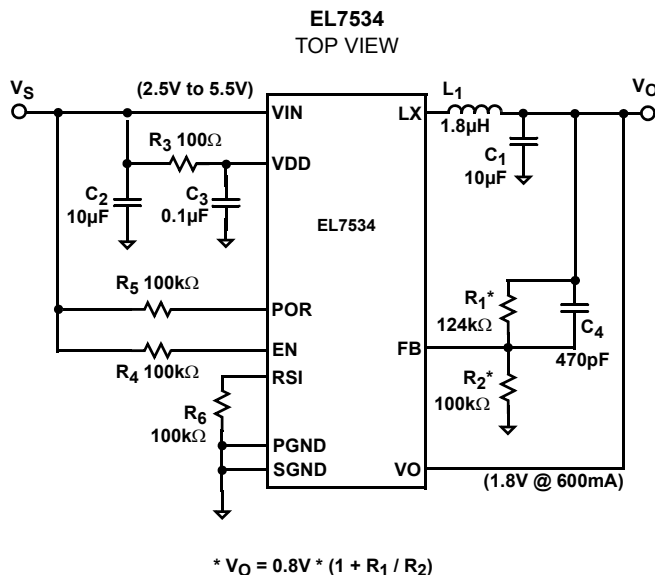 EL7534
TOP VIEW
VS
(2.5V to 5.5V)
VIN
LX
L1
1.8µH
VO
R3 100Ω
VDD
C1
10µF
C2
10µF
C3
0.1µF
EL7534
R5 100kΩ
POR
R1*
124kΩ
C4
470pF
R4 100kΩ
EN
FB
RSI
R2*
100kΩ
R6
100kΩ
PGND
SGND
VO
(1.8V @ 600mA)
* VO = 0.8V * (1 + R1 / R2)